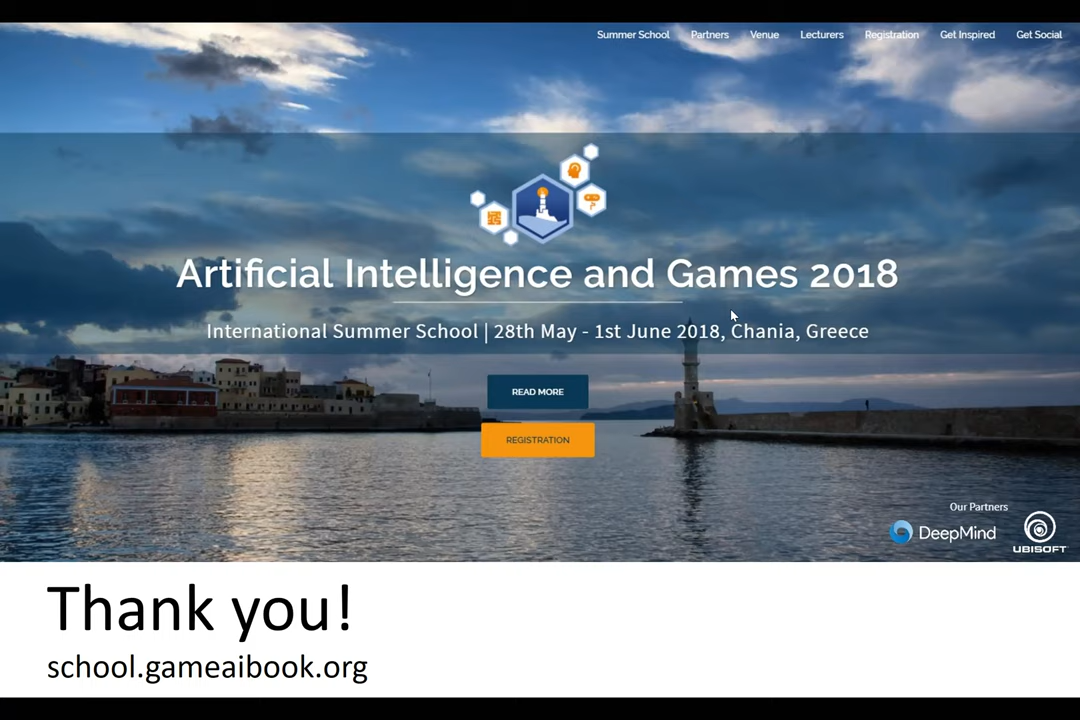 Summer School Partners Venue Lecturers Registration Get Inspired Get Social
Artificial Intelligence and Games 2018
International Summer School | 28th May - 1st June 2018, Chania, Greece
READ MORE
REGISTRATION
Our Partners
DeepMind
UBISOFT
Thank you!
school.gameaibook.org